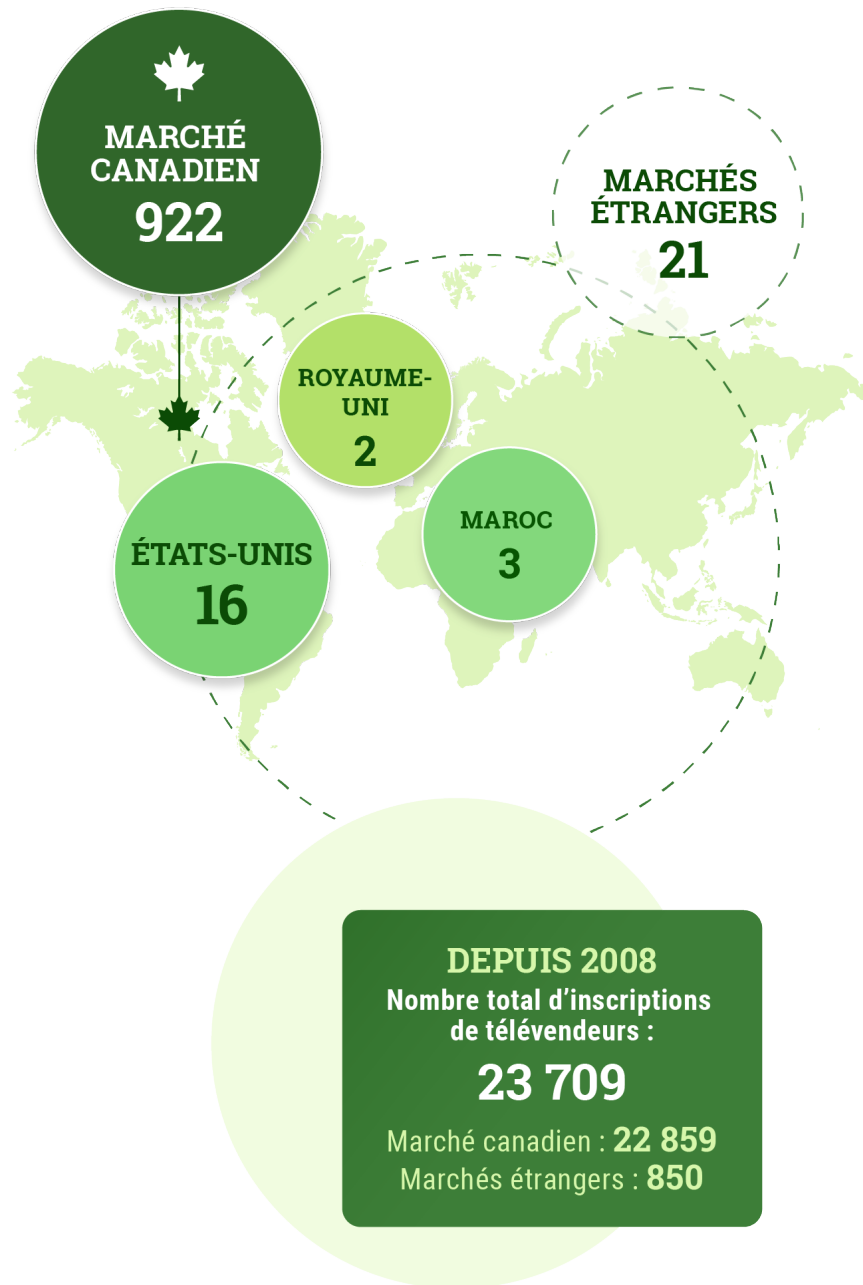 MARCHÉ
CANADIEN
922
MARCHÉS
ÉTRANGERS
21
ROYAUME-
UNI
2
MAROC
3
ÉTATS-UNIS
16
DEPUIS 2008
Nombre total d’inscriptions
de télévendeurs :
23 709
Marché canadien : 22 859
Marchés étrangers : 850